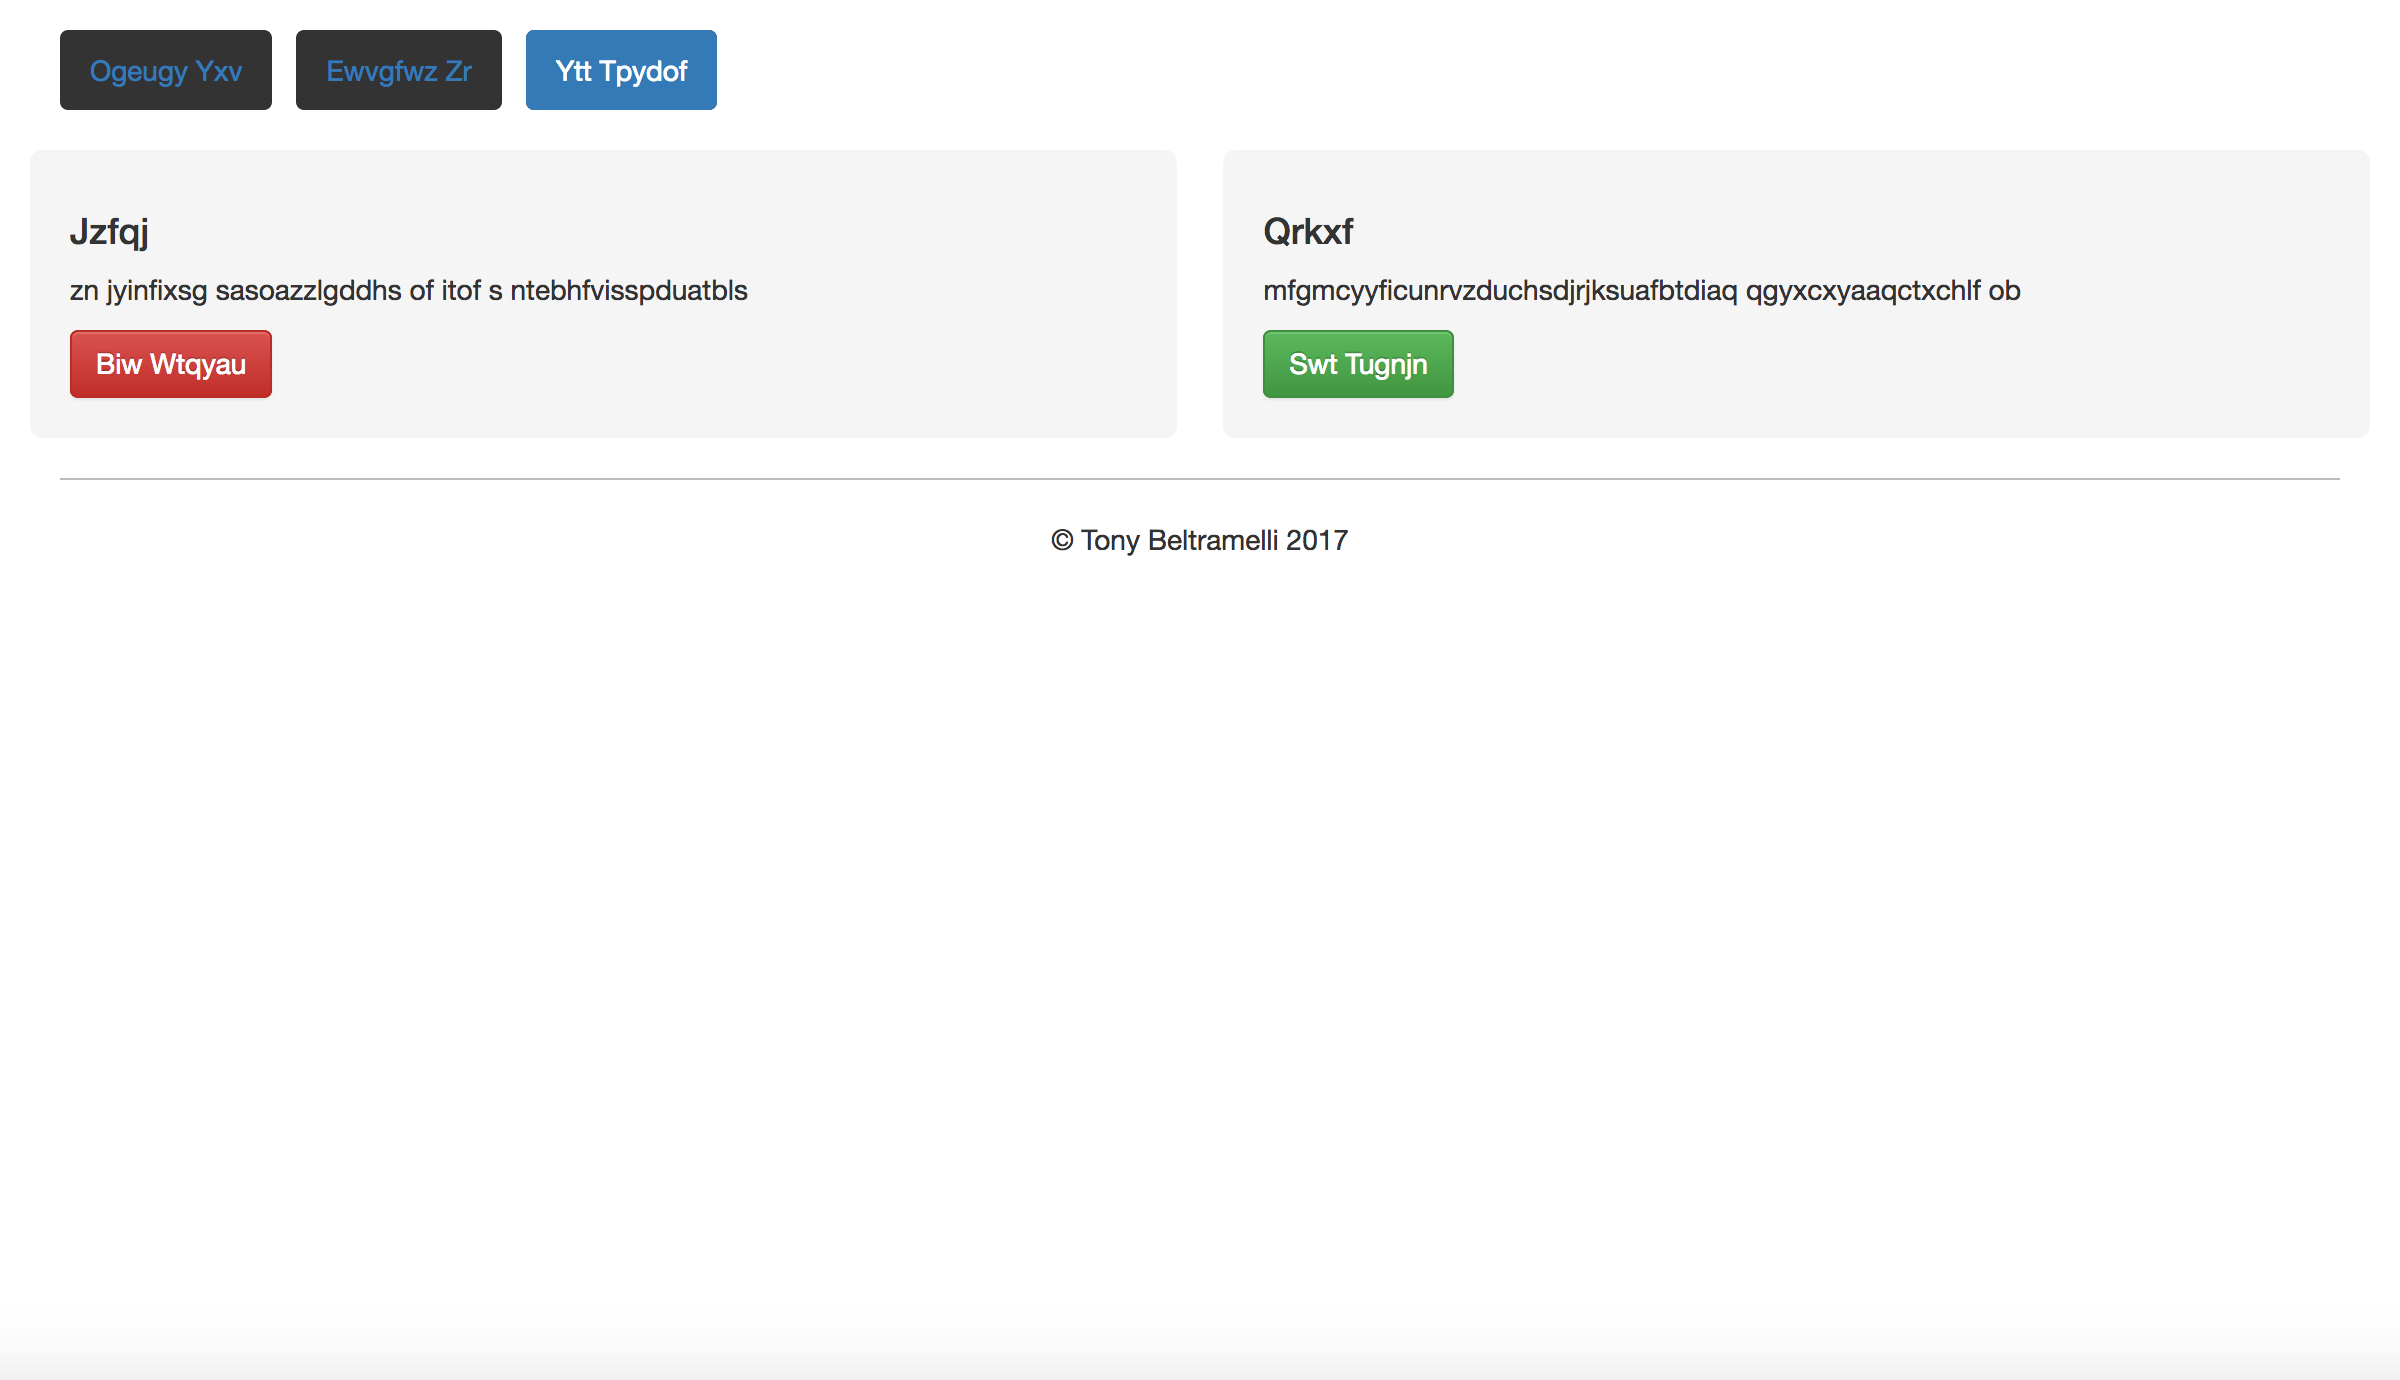 Ogeugy Yxv Ewvgfwz Zr Ytt Tpydof
Jzfqj
zn jyinfixsg sasoazzlgddhs of itof s ntebhfvisspduatbls
Biw Wtqyau
Qrkxf
mfgmcyyficunrvzduchsdjrjksuafbtdiaq qgyxcxyaaqctxchlf ob
Swt Tugnjn
© Tony Beltramelli 2017